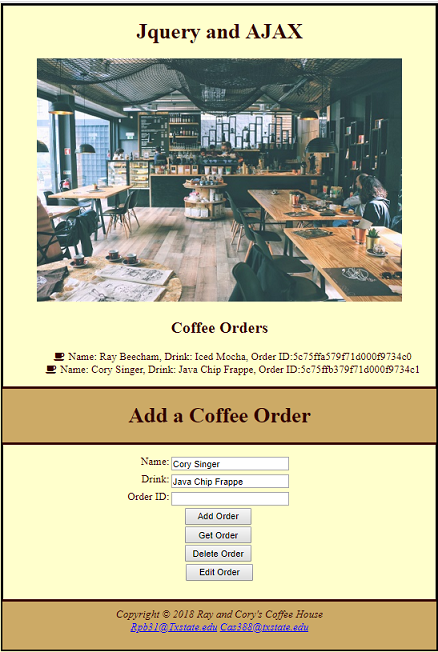 Jquery and AJAX
Coffee Orders
Name: Ray Beecham, Drink: Iced Mocha, Order ID:5c75ffa579f71d000f9734c0
Name: Cory Singer, Drink: Java Chip Frappe, Order ID:5c75ffb379f71d000f9734c1
Add a Coffee Order
Name: Cory Singer
Drink: Java Chip Frappe
Order ID:
Add Order
Get Order
Delete Order
Edit Order
Copyright © 2018 Ray and Cory's Coffee House
Rpb31@Txstate.edu Cas388@txstate.edu